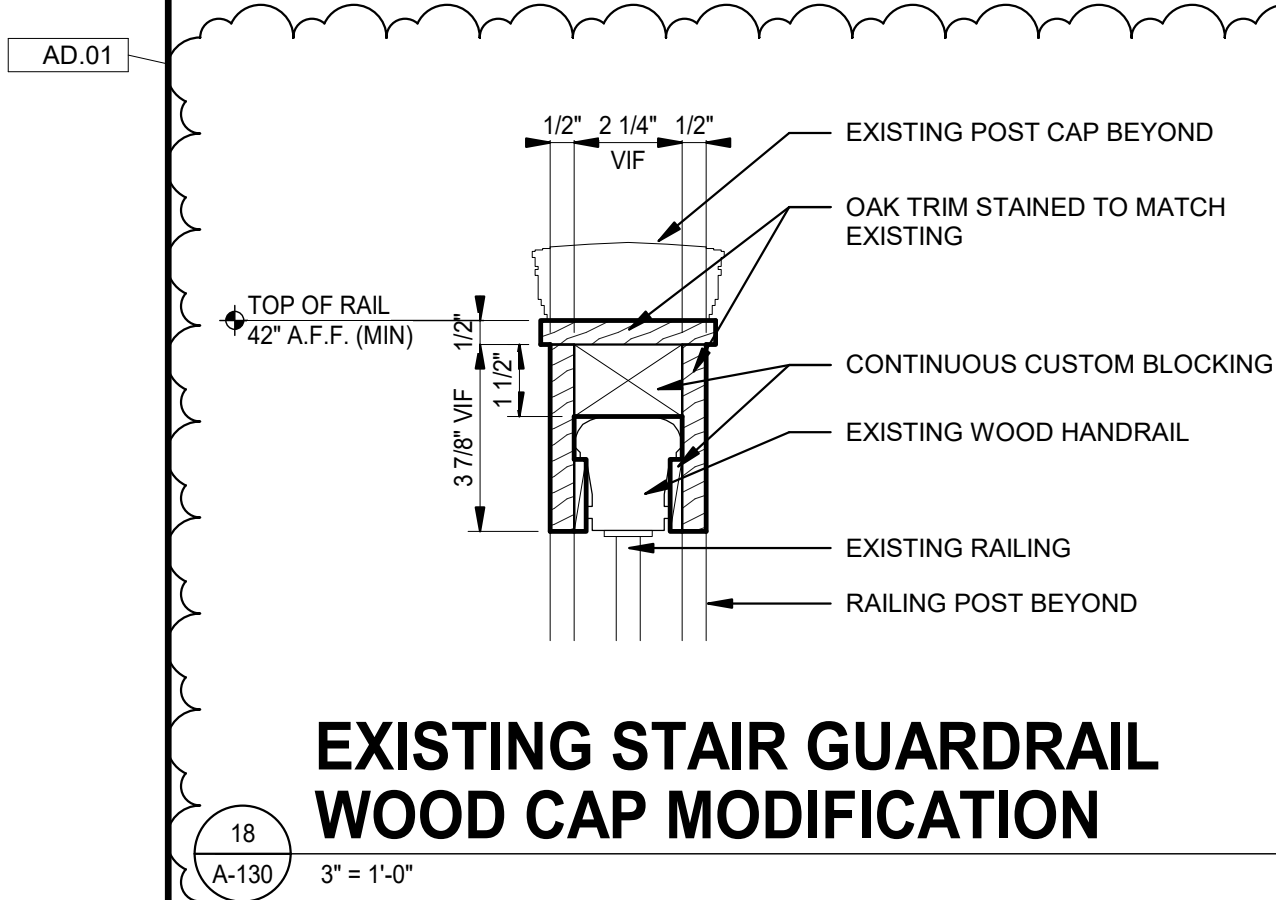 AD.01
1/2" 2 1/4" 1/2"
VIF
EXISTING POST CAP BEYOND
OAK TRIM STAINED TO MATCH
EXISTING
TOP OF RAIL
42" A.F.F. (MIN)
1/2"
1 1/2"
3 7/8" VIF
CONTINUOUS CUSTOM BLOCKING
EXISTING WOOD HANDRAIL
EXISTING RAILING
RAILING POST BEYOND
EXISTING STAIR GUARDRAIL
WOOD CAP MODIFICATION
18
A-130
3" = 1'-0"